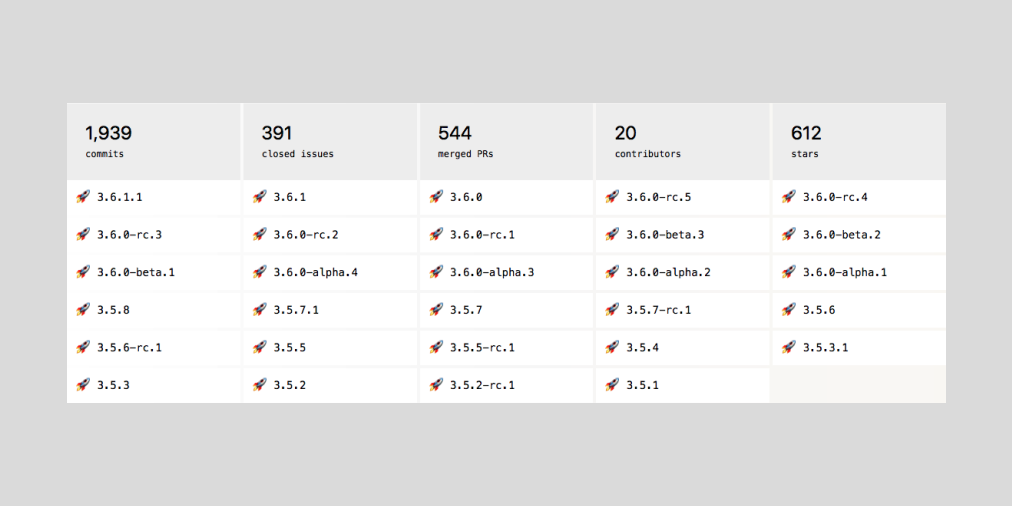 1,939 391 544 20 612
commits closed issues merged PRs contributors stars
🚀 3.6.1.1 🚀 3.6.1 🚀 3.6.0 🚀 3.6.0-rc.5 🚀 3.6.0-rc.4
🚀 3.6.0-rc.3 🚀 3.6.0-rc.2 🚀 3.6.0-rc.1 🚀 3.6.0-beta.3 🚀 3.6.0-beta.2
🚀 3.6.0-beta.1 🚀 3.6.0-alpha.4 🚀 3.6.0-alpha.3 🚀 3.6.0-alpha.2 🚀 3.6.0-alpha.1
🚀 3.5.8 🚀 3.5.7.1 🚀 3.5.7 🚀 3.5.7-rc.1 🚀 3.5.6
🚀 3.5.6-rc.1 🚀 3.5.5 🚀 3.5.5-rc.1 🚀 3.5.4 🚀 3.5.3.1
🚀 3.5.3 🚀 3.5.2 🚀 3.5.2-rc.1 🚀 3.5.1